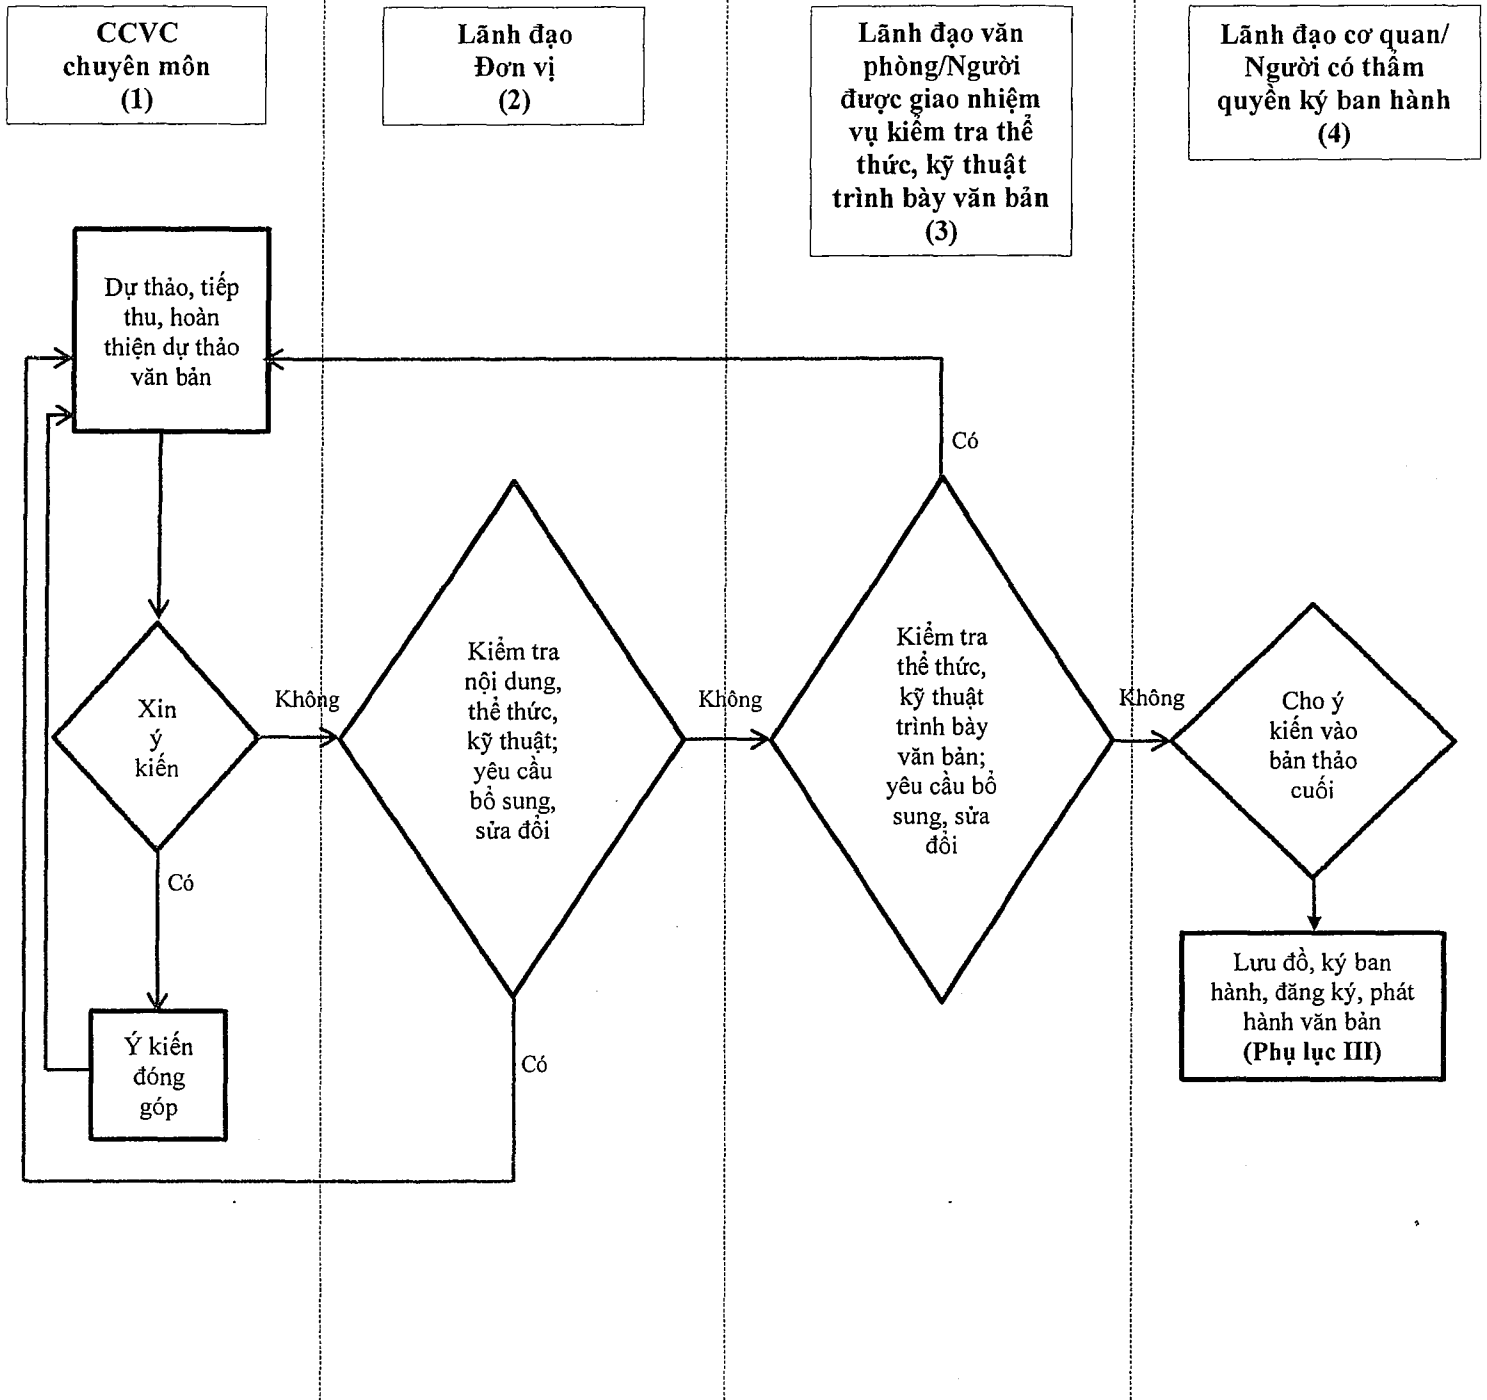 CCVC
chuyên môn
(1)
Lãnh đạo
Đơn vị
(2)
Lãnh đạo văn
phòng/Người
được giao nhiệm
vụ kiểm tra thể
thức, kỹ thuật
trình bày văn bản
(3)
Lãnh đạo cơ quan/
Người có thẩm
quyền ký ban hành
(4)
Dự thảo, tiếp
thu, hoàn
thiện dự thảo
văn bản
Có
Xin
ý
kiến
Không
Kiểm tra
nội dung,
thể thức,
kỹ thuật;
yêu cầu
bổ sung,
sửa đổi
Không
Kiểm tra
thể thức,
kỹ thuật
trình bày
văn bản;
yêu cầu bổ
sung, sửa
đổi
Không
Cho ý
kiến vào
bản thảo
cuối
Có
Ý kiến
đóng
góp
Có
Lưu đồ, ký ban
hành, đăng ký, phát
hành văn bản
(Phụ lục III)